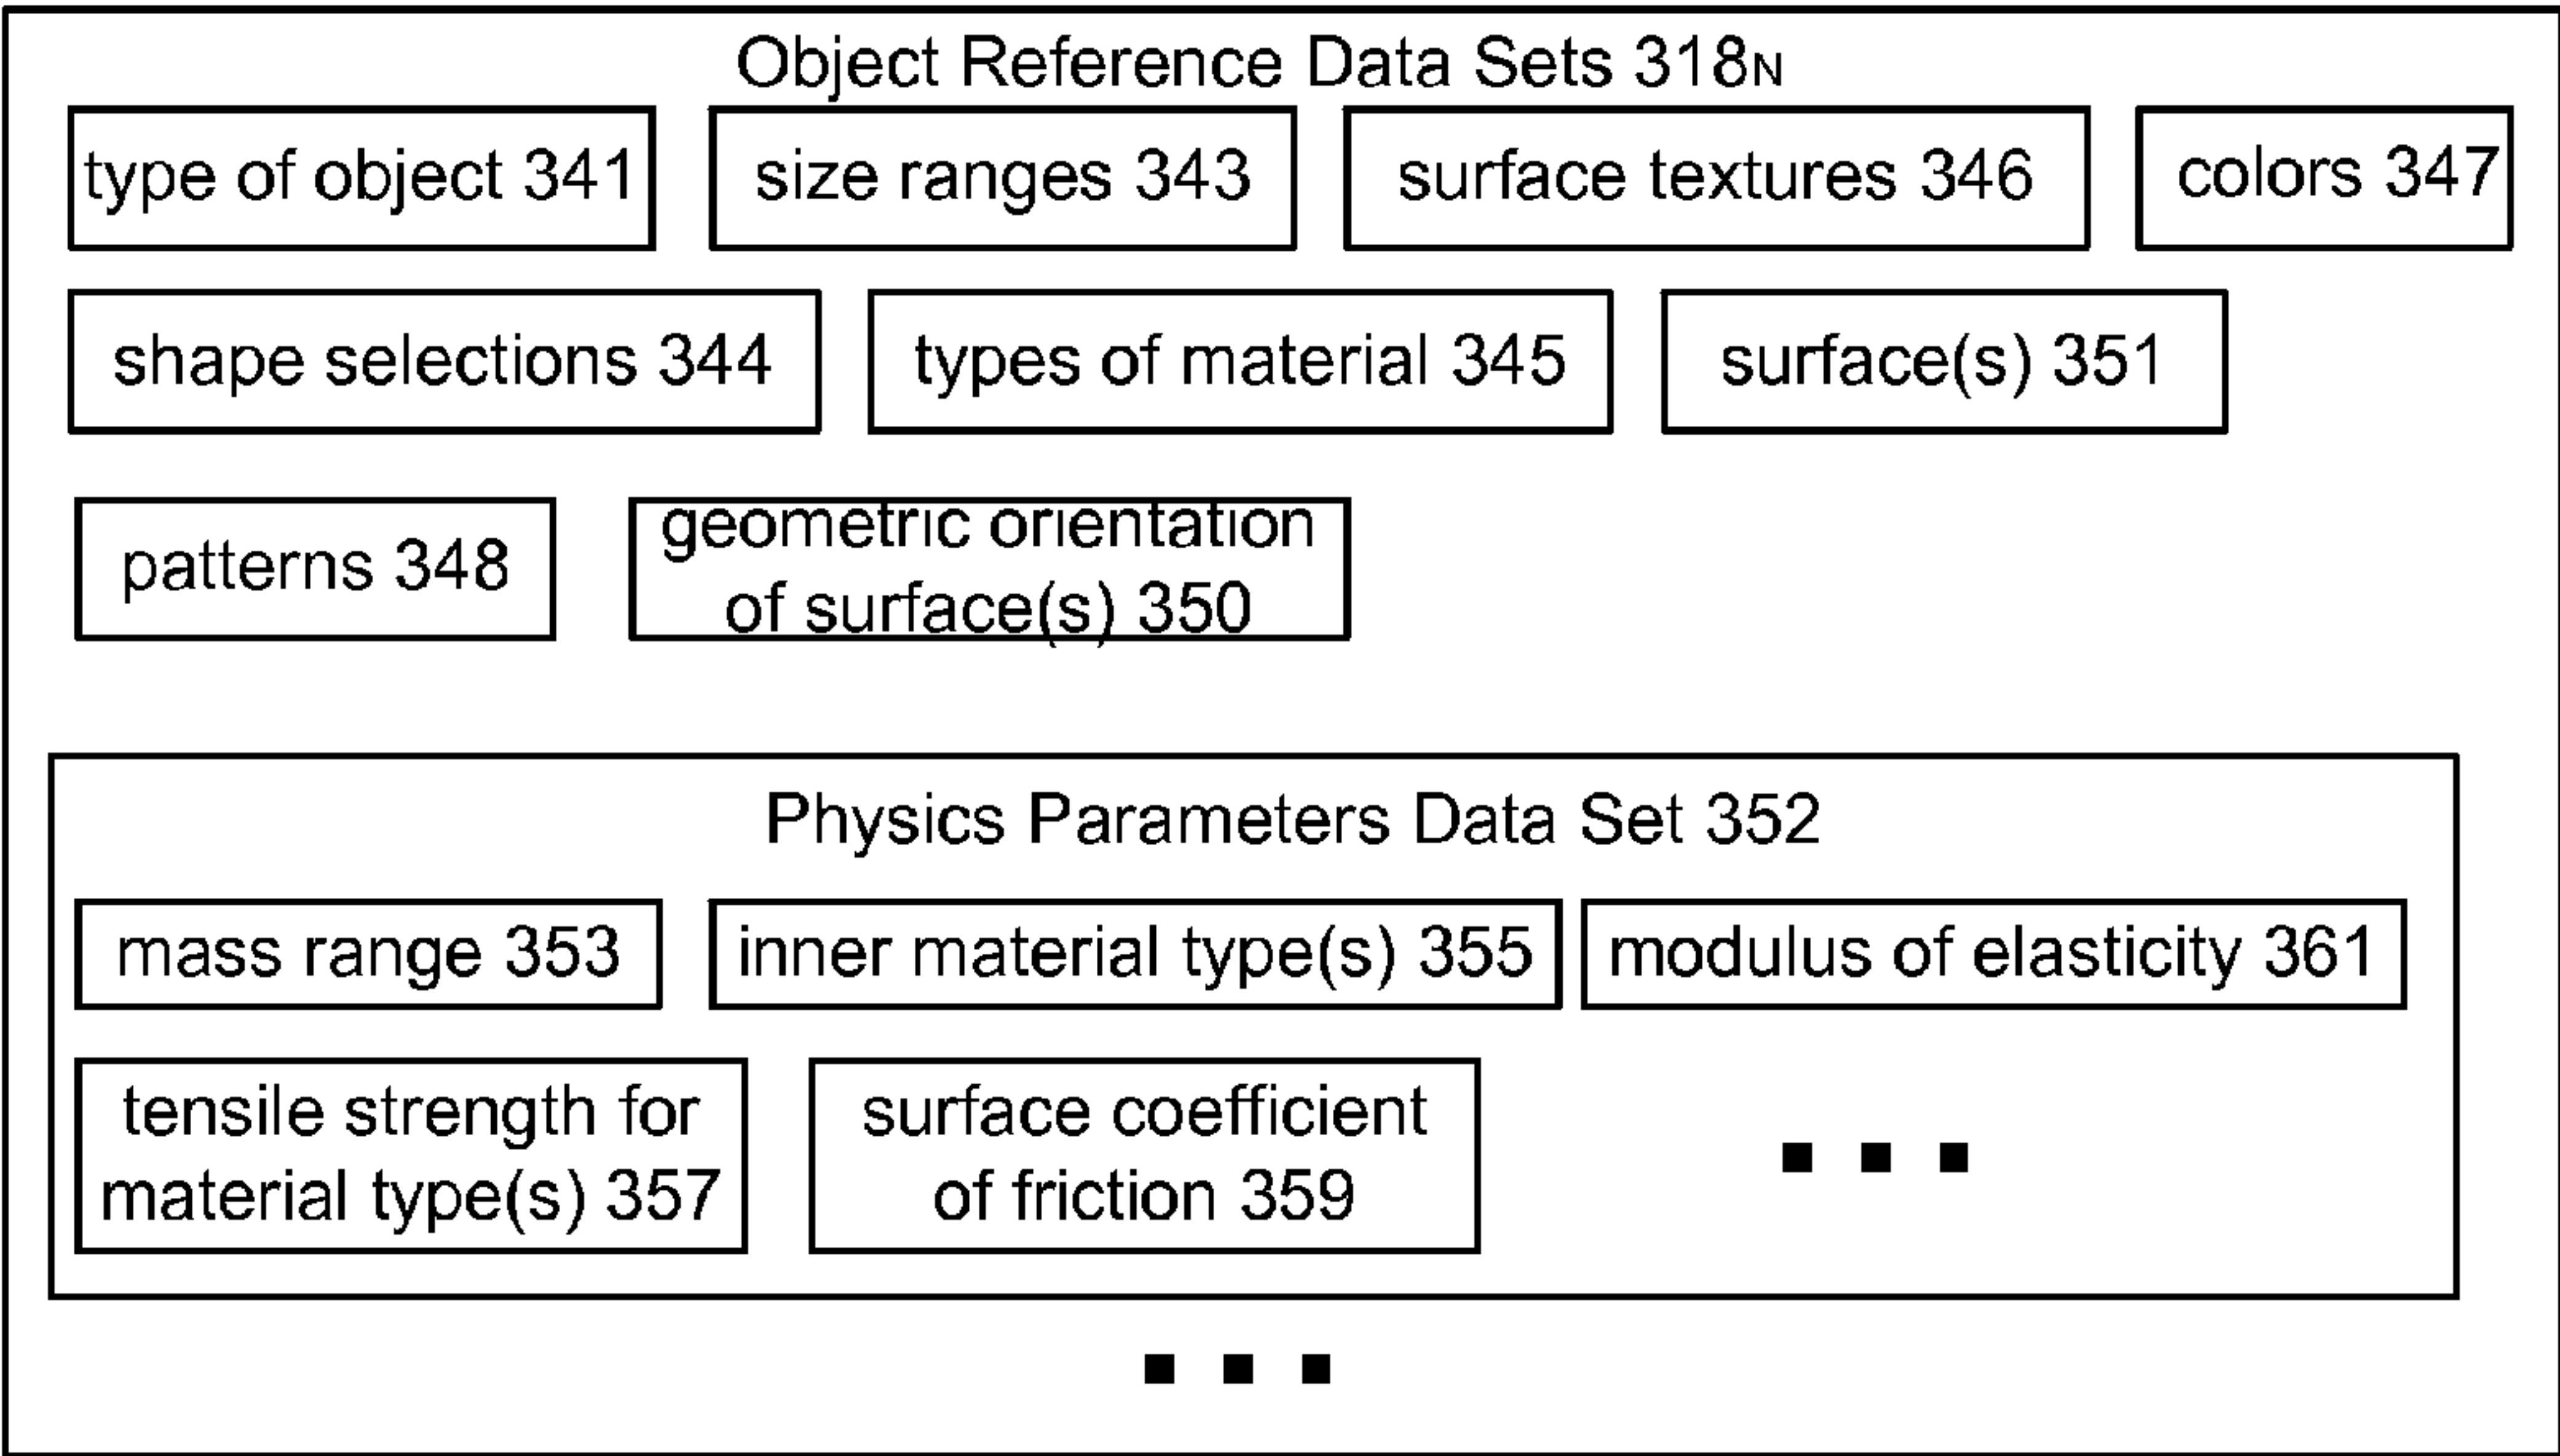 Object Reference Data Sets 318N
type of object 341
size ranges 343
surface textures 346
colors 347
shape selections 344
types of material 345
surface(s) 351
patterns 348
geometric orientation
of surface(s) 350
Physics Parameters Data Set 352
mass range 353
inner material type(s) 355
modulus of elasticity 361
tensile strength for
material type(s) 357
surface coefficient
of friction 359